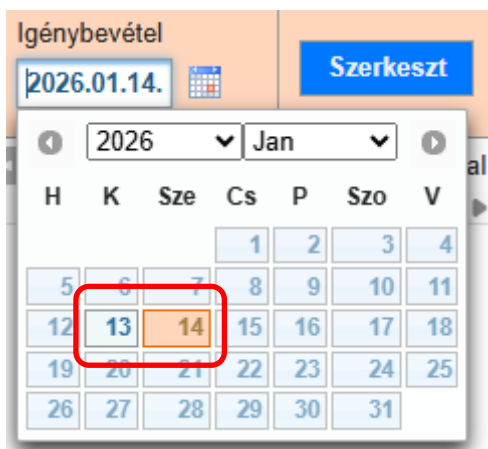 Igénybevétel
2026.01.14.
Szerkeszt
2026 Jan
al
H K Sze Cs P Szo V
1 2 3 4
5 6 7 8 9 10 11
12 13 14 15 16 17 18
19 20 21 22 23 24 25
26 27 28 29 30 31